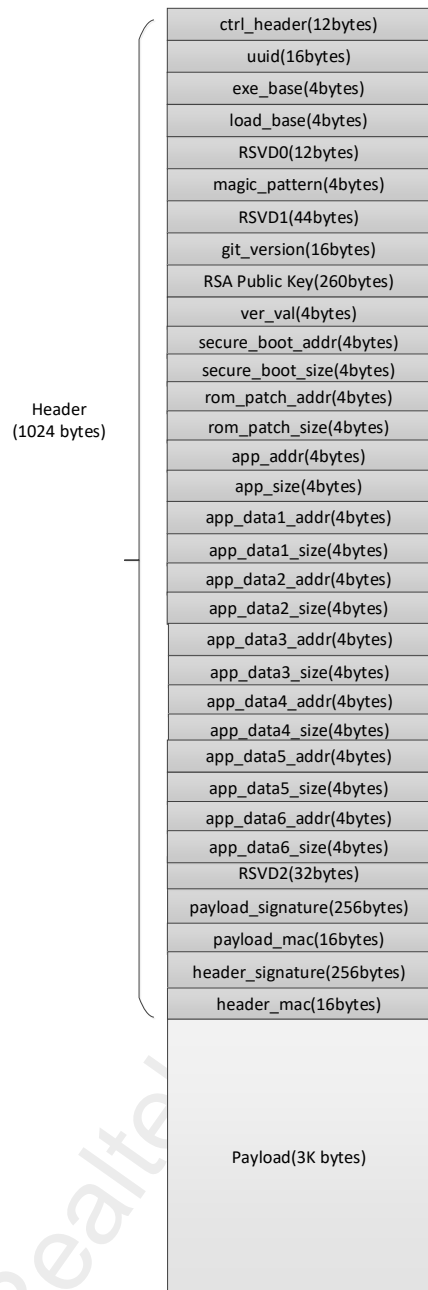 ctrl_header(12bytes)
uuid(16bytes)
exe_base(4bytes)
load_base(4bytes)
RSVD0(12bytes)
magic_pattern(4bytes)
RSVD1(44bytes)
git_version(16bytes)
RSA Public Key(260bytes)
ver_val(4bytes)
secure_boot_addr(4bytes)
secure_boot_size(4bytes)
rom_patch_addr(4bytes)
rom_patch_size(4bytes)
app_addr(4bytes)
app_size(4bytes)
app_data1_addr(4bytes)
app_data1_size(4bytes)
app_data2_addr(4bytes)
app_data2_size(4bytes)
app_data3_addr(4bytes)
app_data3_size(4bytes)
app_data4_addr(4bytes)
app_data4_size(4bytes)
app_data5_addr(4bytes)
app_data5_size(4bytes)
app_data6_addr(4bytes)
app_data6_size(4bytes)
RSVD2(32bytes)
payload_signature(256bytes)
payload_mac(16bytes)
header_signature(256bytes)
header_mac(16bytes)
Header
(1024 bytes)
Payload(3K bytes)